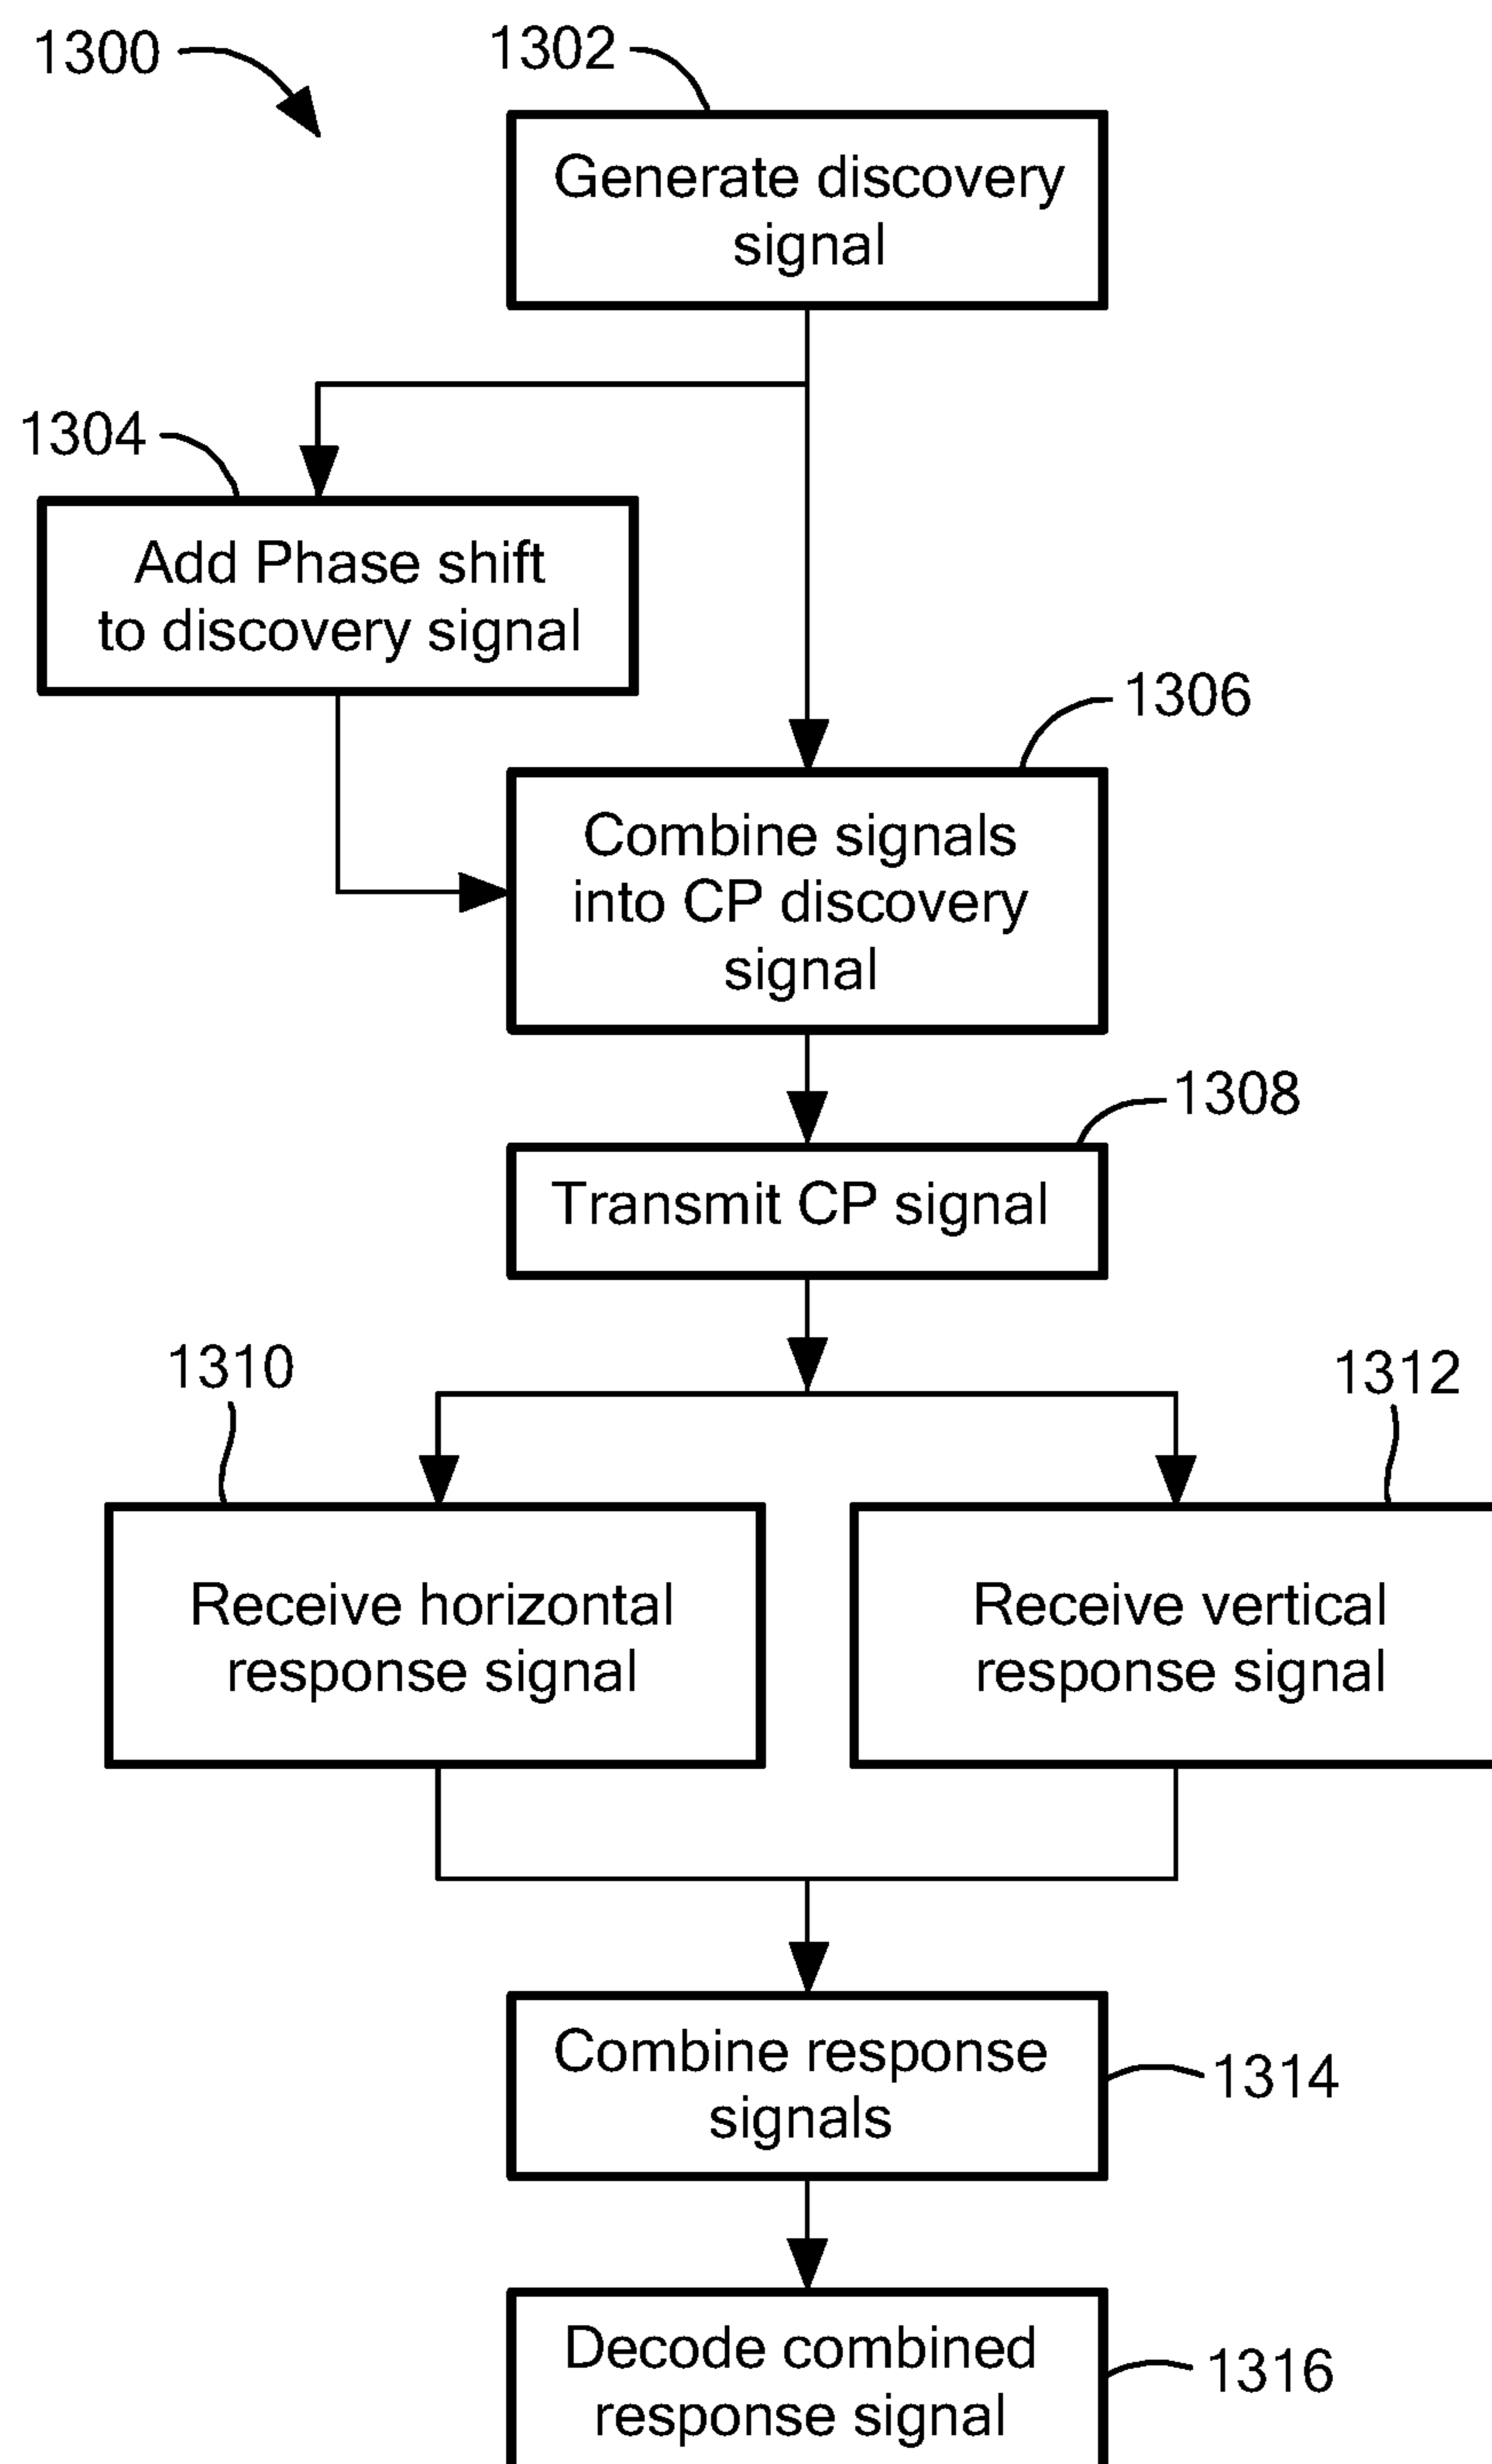 1300
1302
Generate discovery
signal
1304
Add Phase shift
to discovery signal
1306
Combine signals
into CP discovery
signal
1308
Transmit CP signal
1310
1312
Receive horizontal
response signal
Receive vertical
response signal
Combine response
signals
1314
Decode combined
response signal
1316